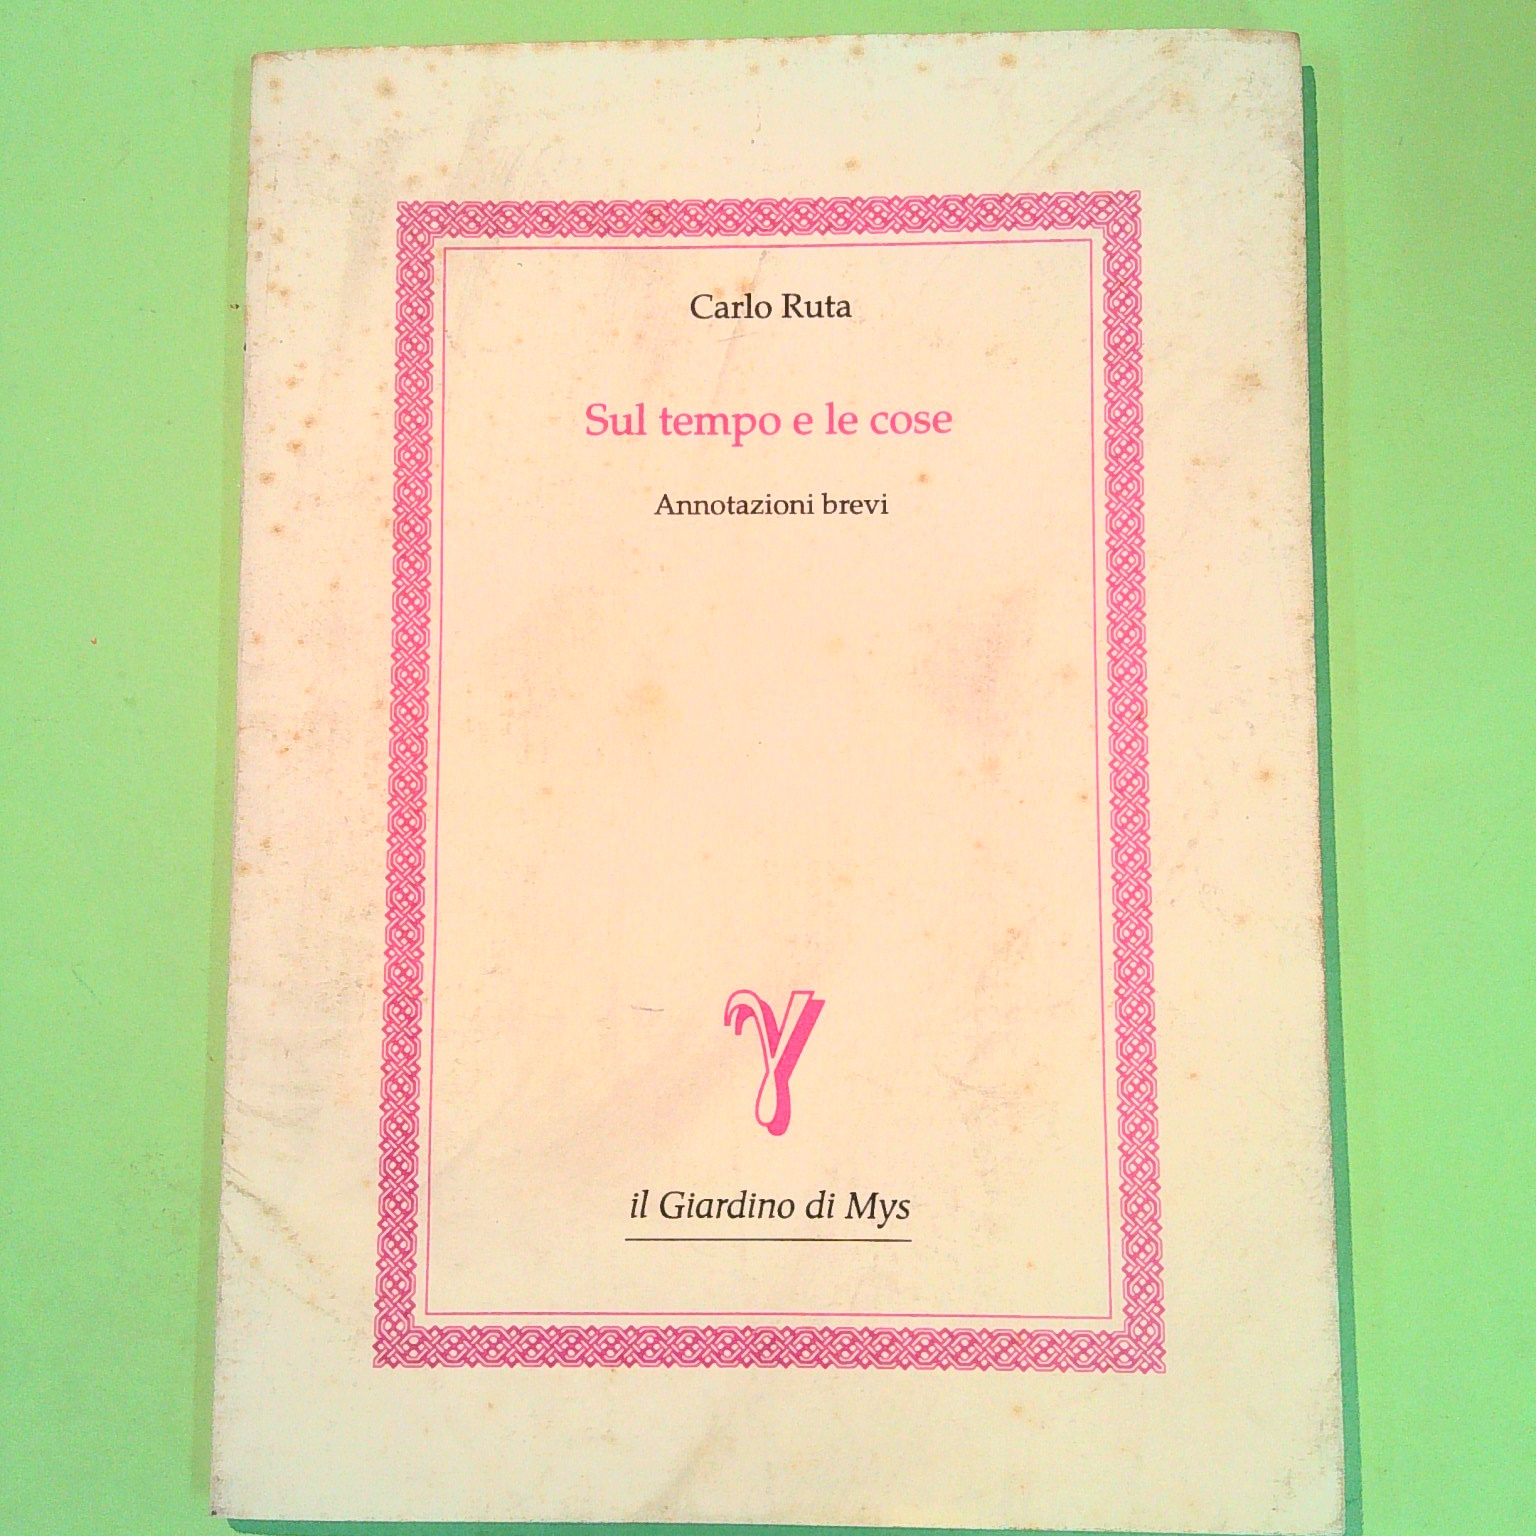 Carlo Ruta
Sul tempo e le cose
Annotazioni brevi
γ
il Giardino di Mys